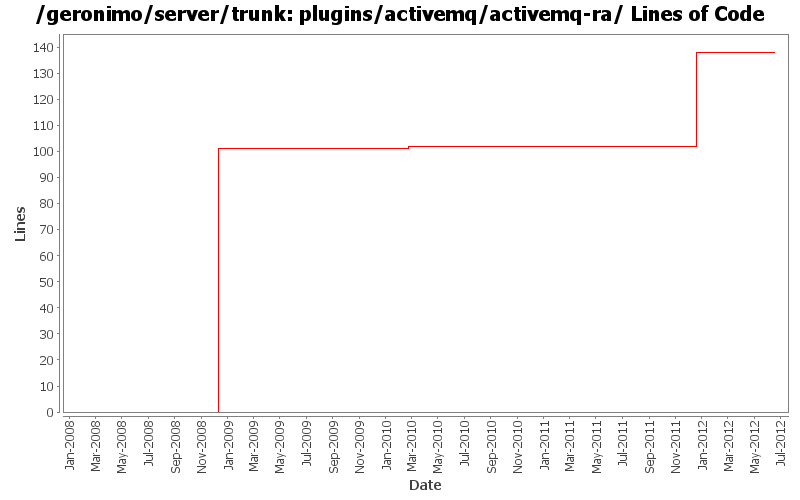 /geronimo/server/trunk: plugins/activemq/activemq-ra/ Lines of Code
140
130
120
110
100
90
80
70
60
50
40
30
20
10
0
Lines
Jan-2008
Mar-2008
May-2008
Jul-2008
Sep-2008
Nov-2008
Jan-2009
Mar-2009
May-2009
Jul-2009
Sep-2009
Nov-2009
Jan-2010
Mar-2010
May-2010
Jul-2010
Sep-2010
Nov-2010
Jan-2011
Mar-2011
May-2011
Jul-2011
Sep-2011
Nov-2011
Jan-2012
Mar-2012
May-2012
Jul-2012
Date